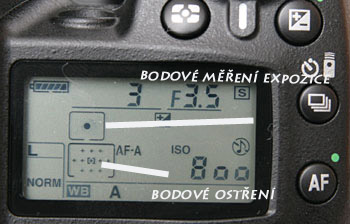 BODOVÉ MĚŘENÍ EXPOZICE
3 F3.5 S
L AF-A ISO
800
NORM
WB A
BODOVÉ OSTŘENÍ
AF